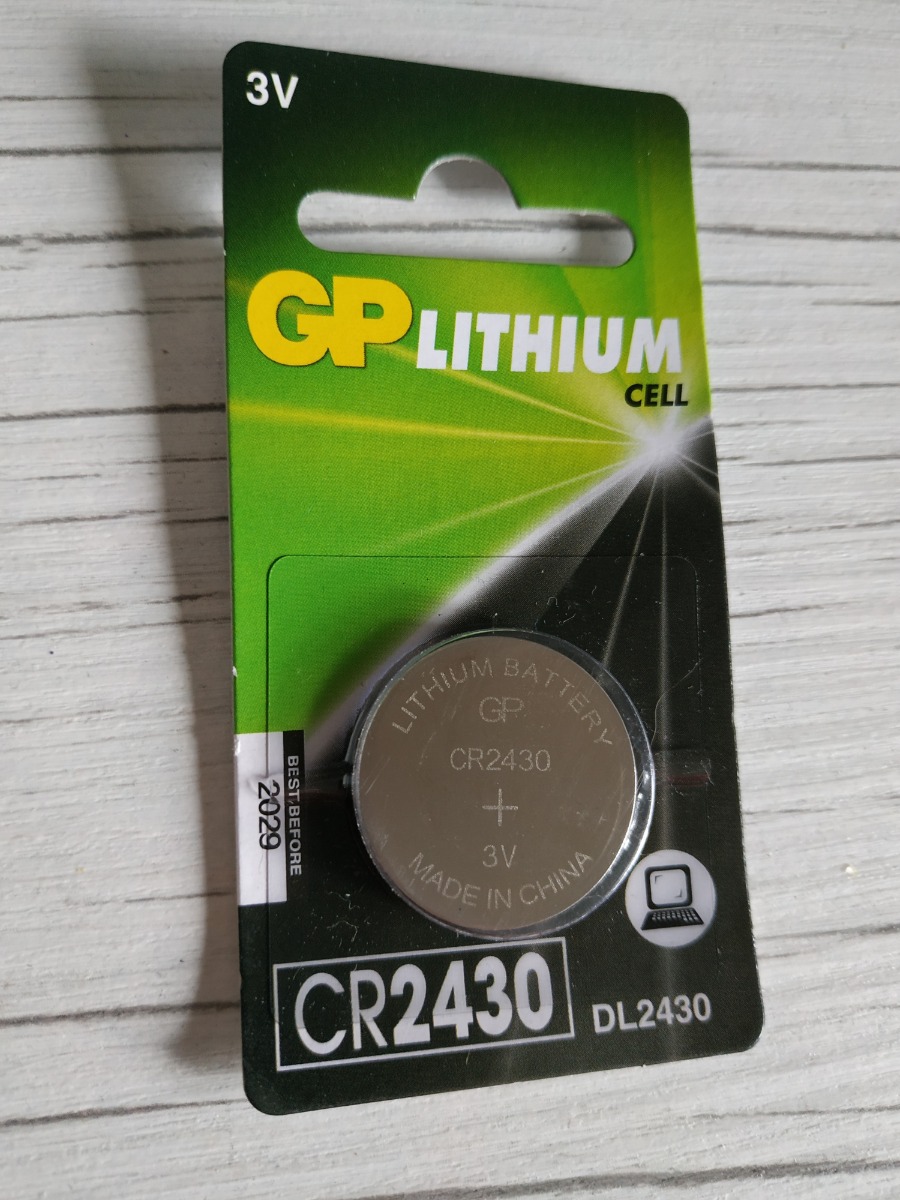 3V
GP LITHIUM
CELL
LITHIUM BATTERY
GP
CR2430
+
3V
MADE IN CHINA
BEST BEFORE
2029
CR2430
DL2430